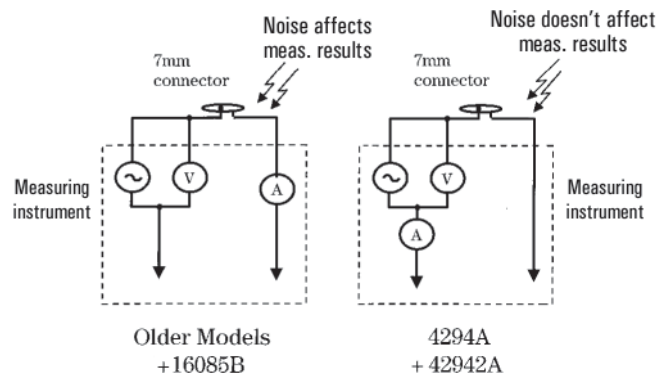 Noise affects
meas. results
7mm
connector
V
A
Measuring
instrument
Older Models
+16085B
Noise doesn't affect
meas. results
7mm
connector
V
A
Measuring
instrument
4294A
+ 42942A